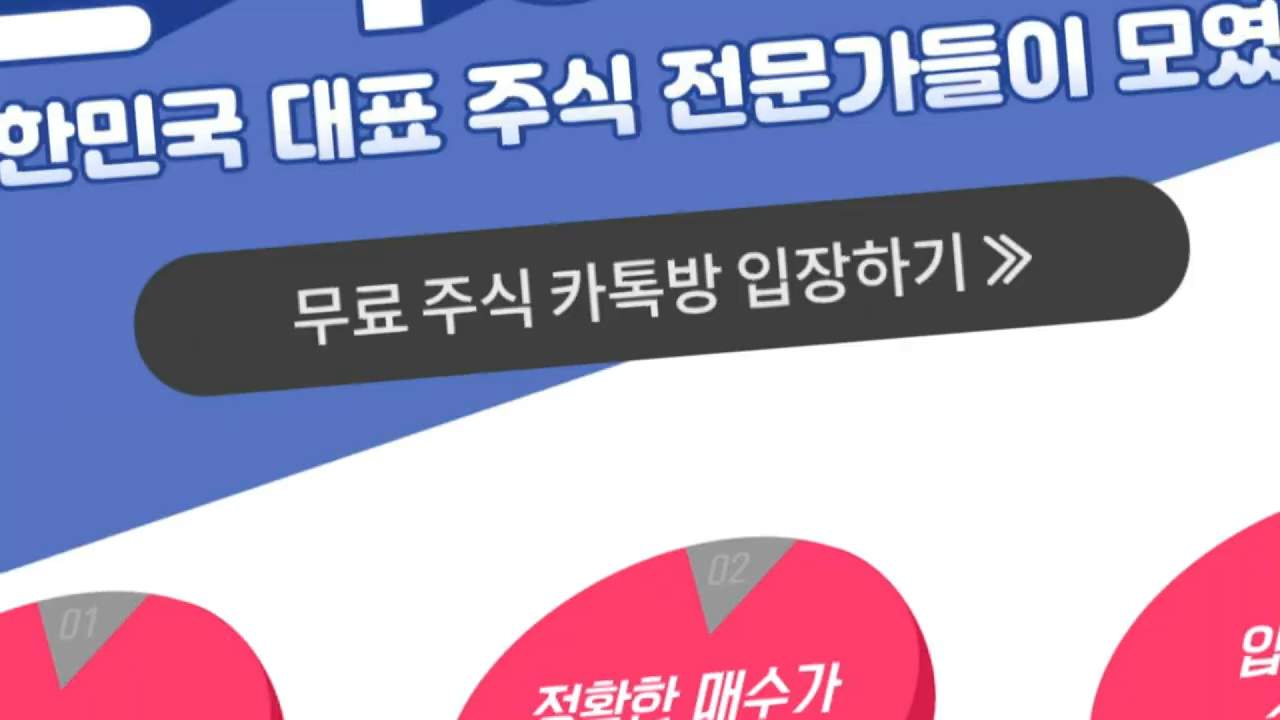 한민국 대표 주식 전문가들이 모였
무료 주식 카톡방 입장하기 »
01
02
정확한 매수가